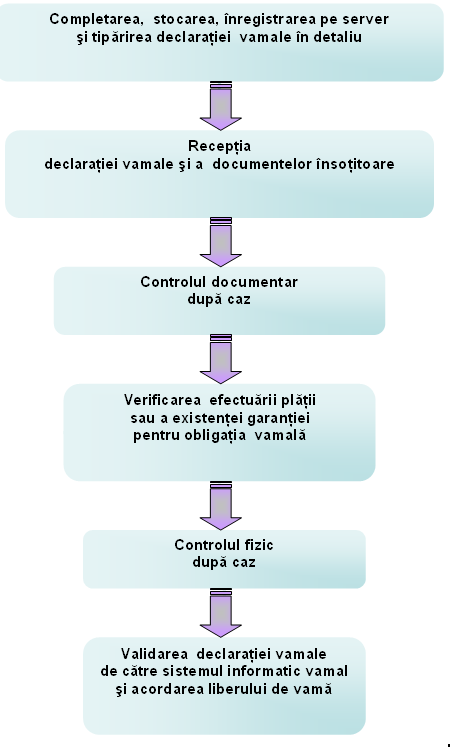 Completarea, stocarea, înregistrarea pe server
şi tipărirea declaraţiei vamale în detaliu
Recepţia
declaraţiei vamale şi a documentelor însoţitoare
Controlul documentar
după caz
Verificarea efectuării plăţii
sau a existenţei garanţiei
pentru obligaţia vamală
Controlul fizic
după caz
Validarea declaraţiei vamale
de către sistemul informatic vamal
şi acordarea liberului de vamă